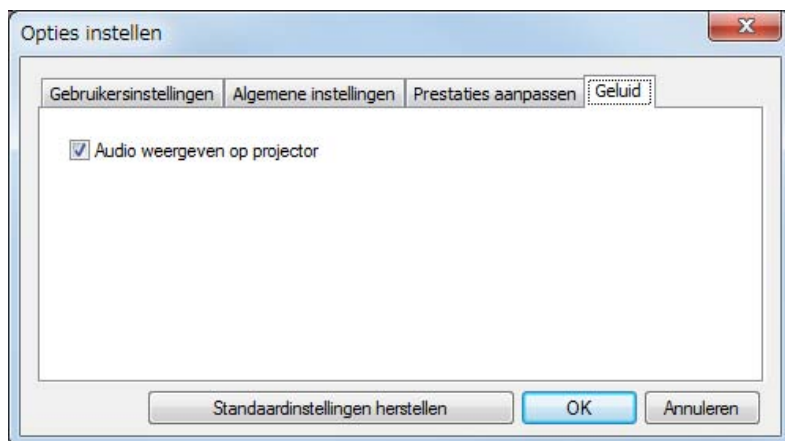 Opties instellen
Gebruikersinstellingen Algemene instellingen Prestaties aanpassen Geluid
Audio weergeven op projector
Standaardinstellingen herstellen OK Annuleren